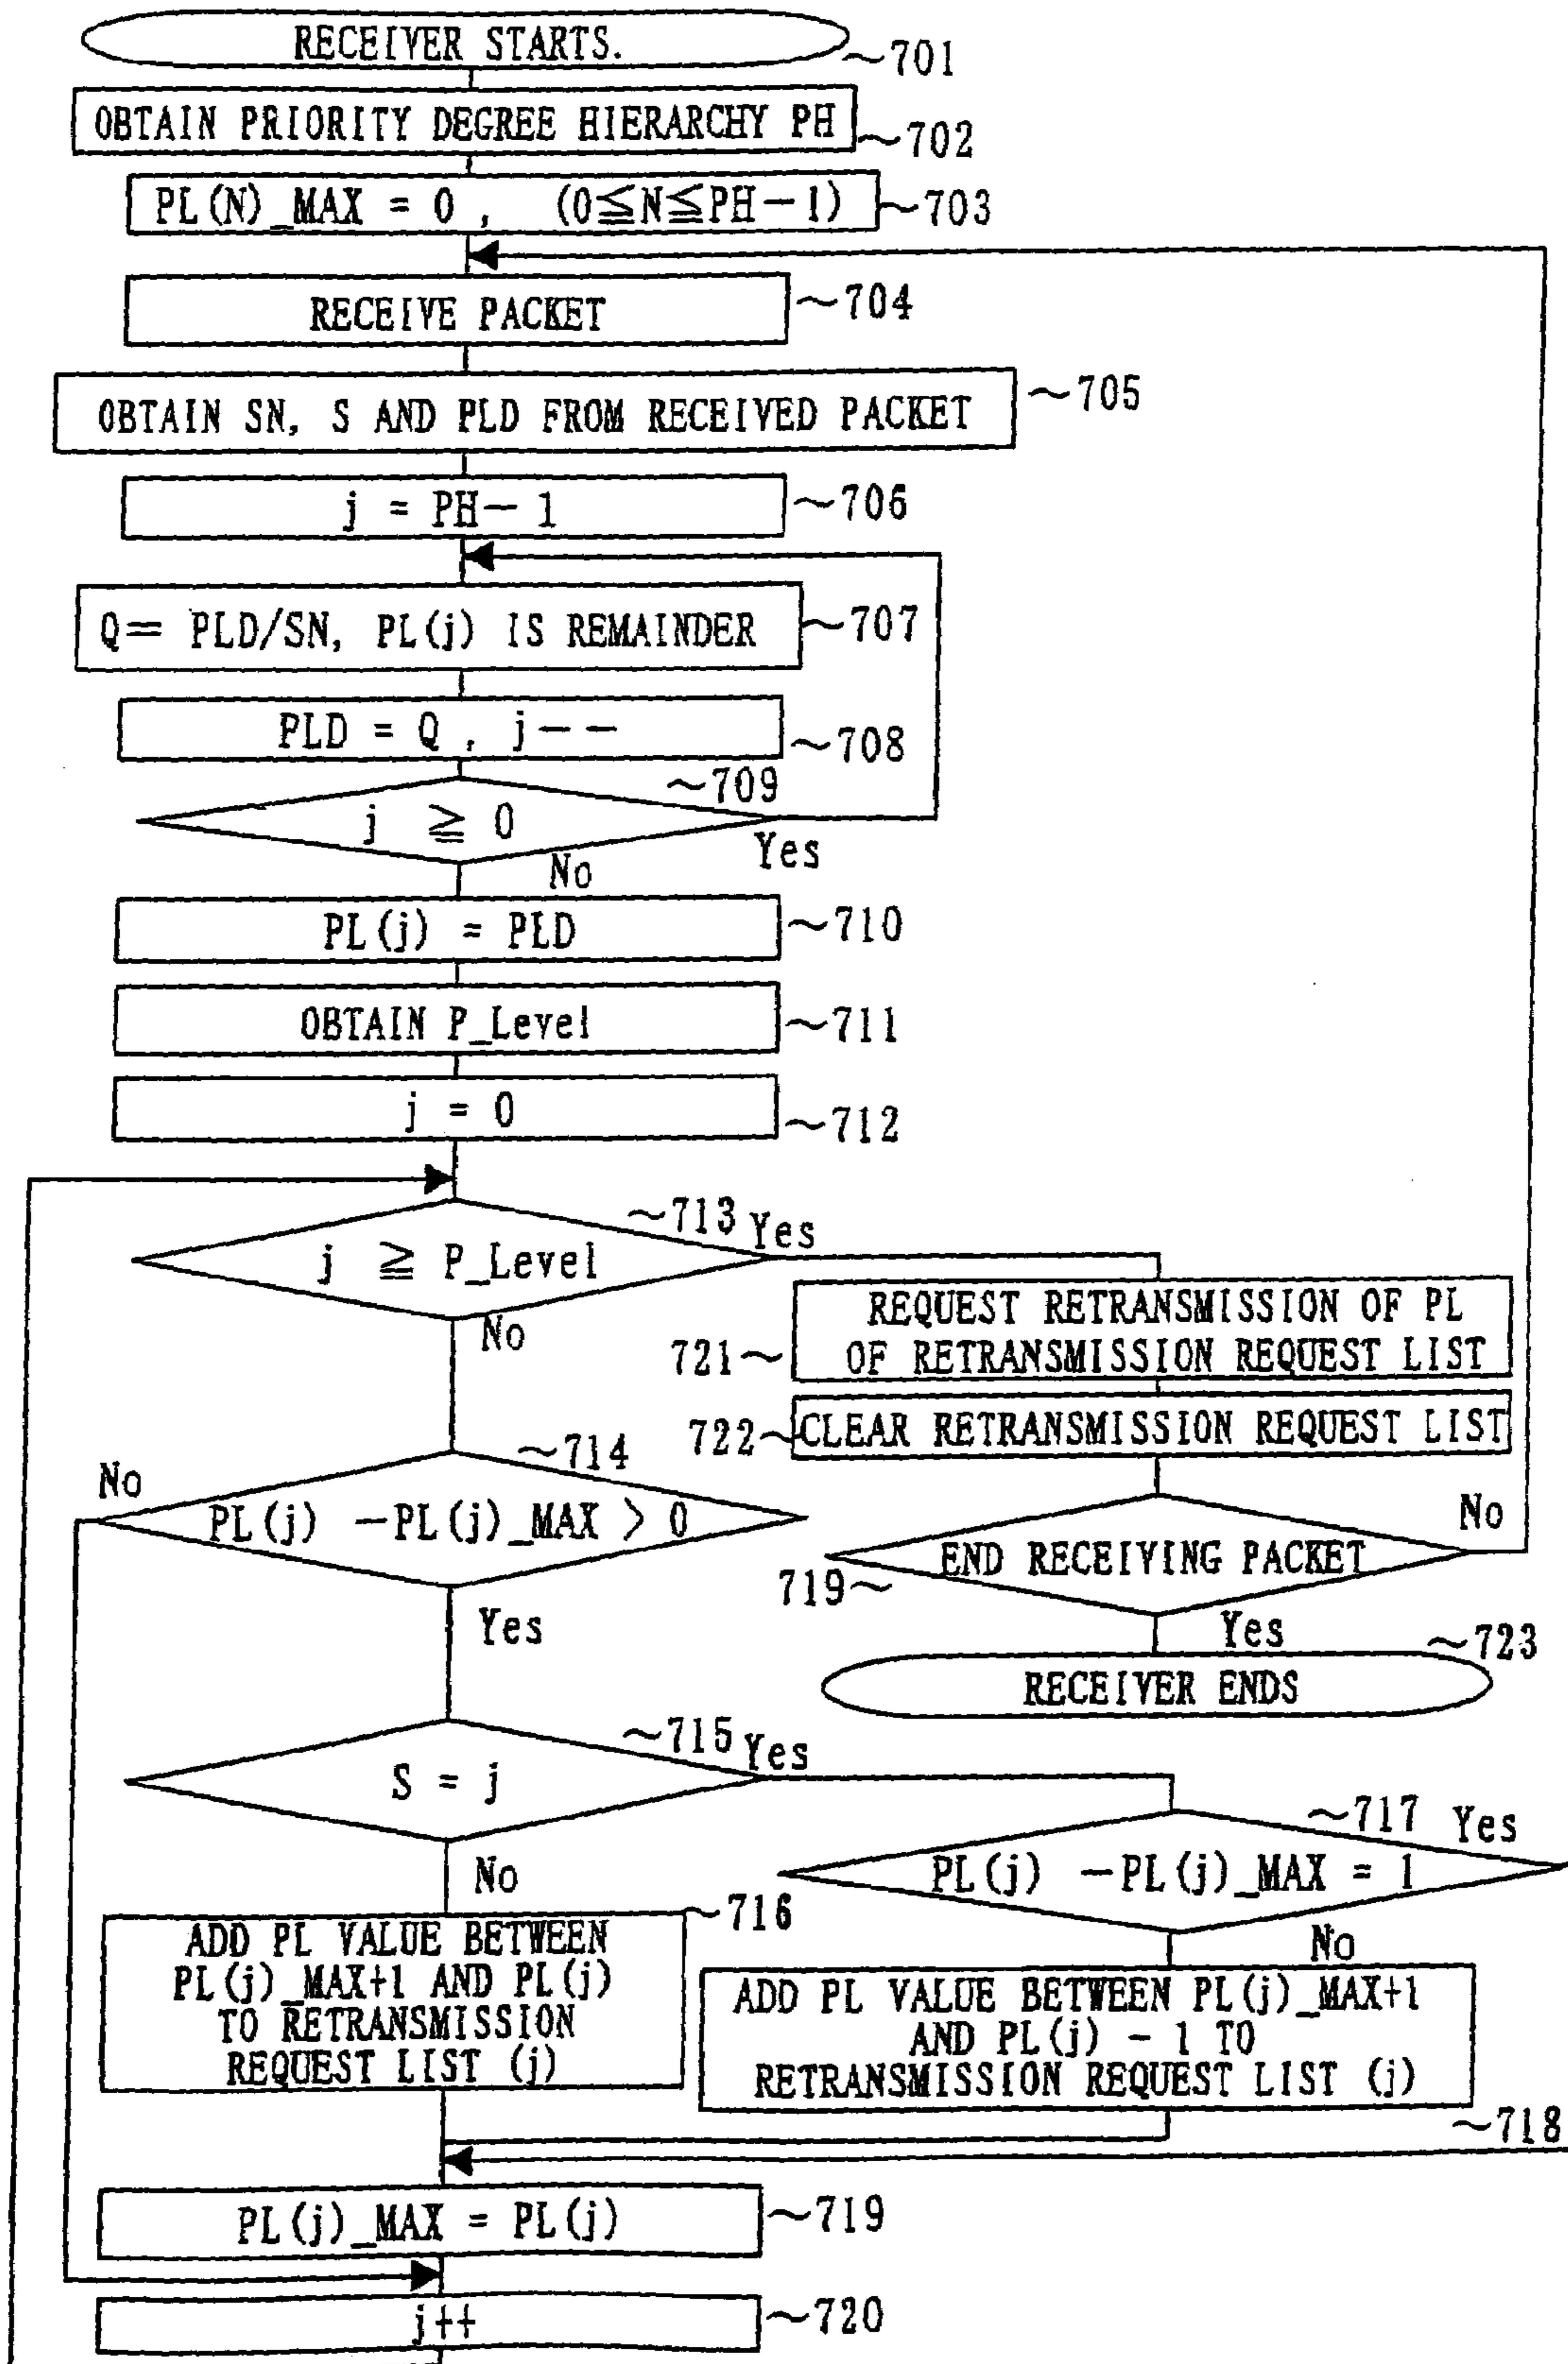 RECEIVER STARTS.
~701
OBTAIN PRIORITY DEGREE HIERARCHY PH
~702
PL(N)_MAX = 0 , (0≦N≦PH-1)
~703
RECEIVE PACKET
~704
OBTAIN SN, S AND PLD FROM RECEIVED PACKET
~705
j = PH- 1
~706
Q= PLD/SN, PL(j) IS REMAINDER
~707
PLD = Q , j--
~708
~709
j ≧ 0
Yes
No
PL(j) = PLD
~710
OBTAIN P_Level
~711
j = 0
~712
~713 Yes
j ≧ P_Level
No
REQUEST RETRANSMISSION OF PL
OF RETRANSMISSION REQUEST LIST
721~
722~
CLEAR RETRANSMISSION REQUEST LIST
~714
No
PL(j) -PL(j)_MAX > 0
Yes
No
END RECEIVING PACKET
719~
Yes
~723
RECEIVER ENDS
~715 Yes
S = j
No
~717 Yes
PL(j) -PL(j)_MAX = 1
No
~716
ADD PL VALUE BETWEEN
PL(j)_MAX+1 AND PL(j)
TO RETRANSMISSION
REQUEST LIST (j)
ADD PL VALUE BETWEEN PL(j)_MAX+1
AND PL(j) - 1 TO
RETRANSMISSION REQUEST LIST (j)
~718
PL(j)_MAX = PL(j)
~719
j++
~720